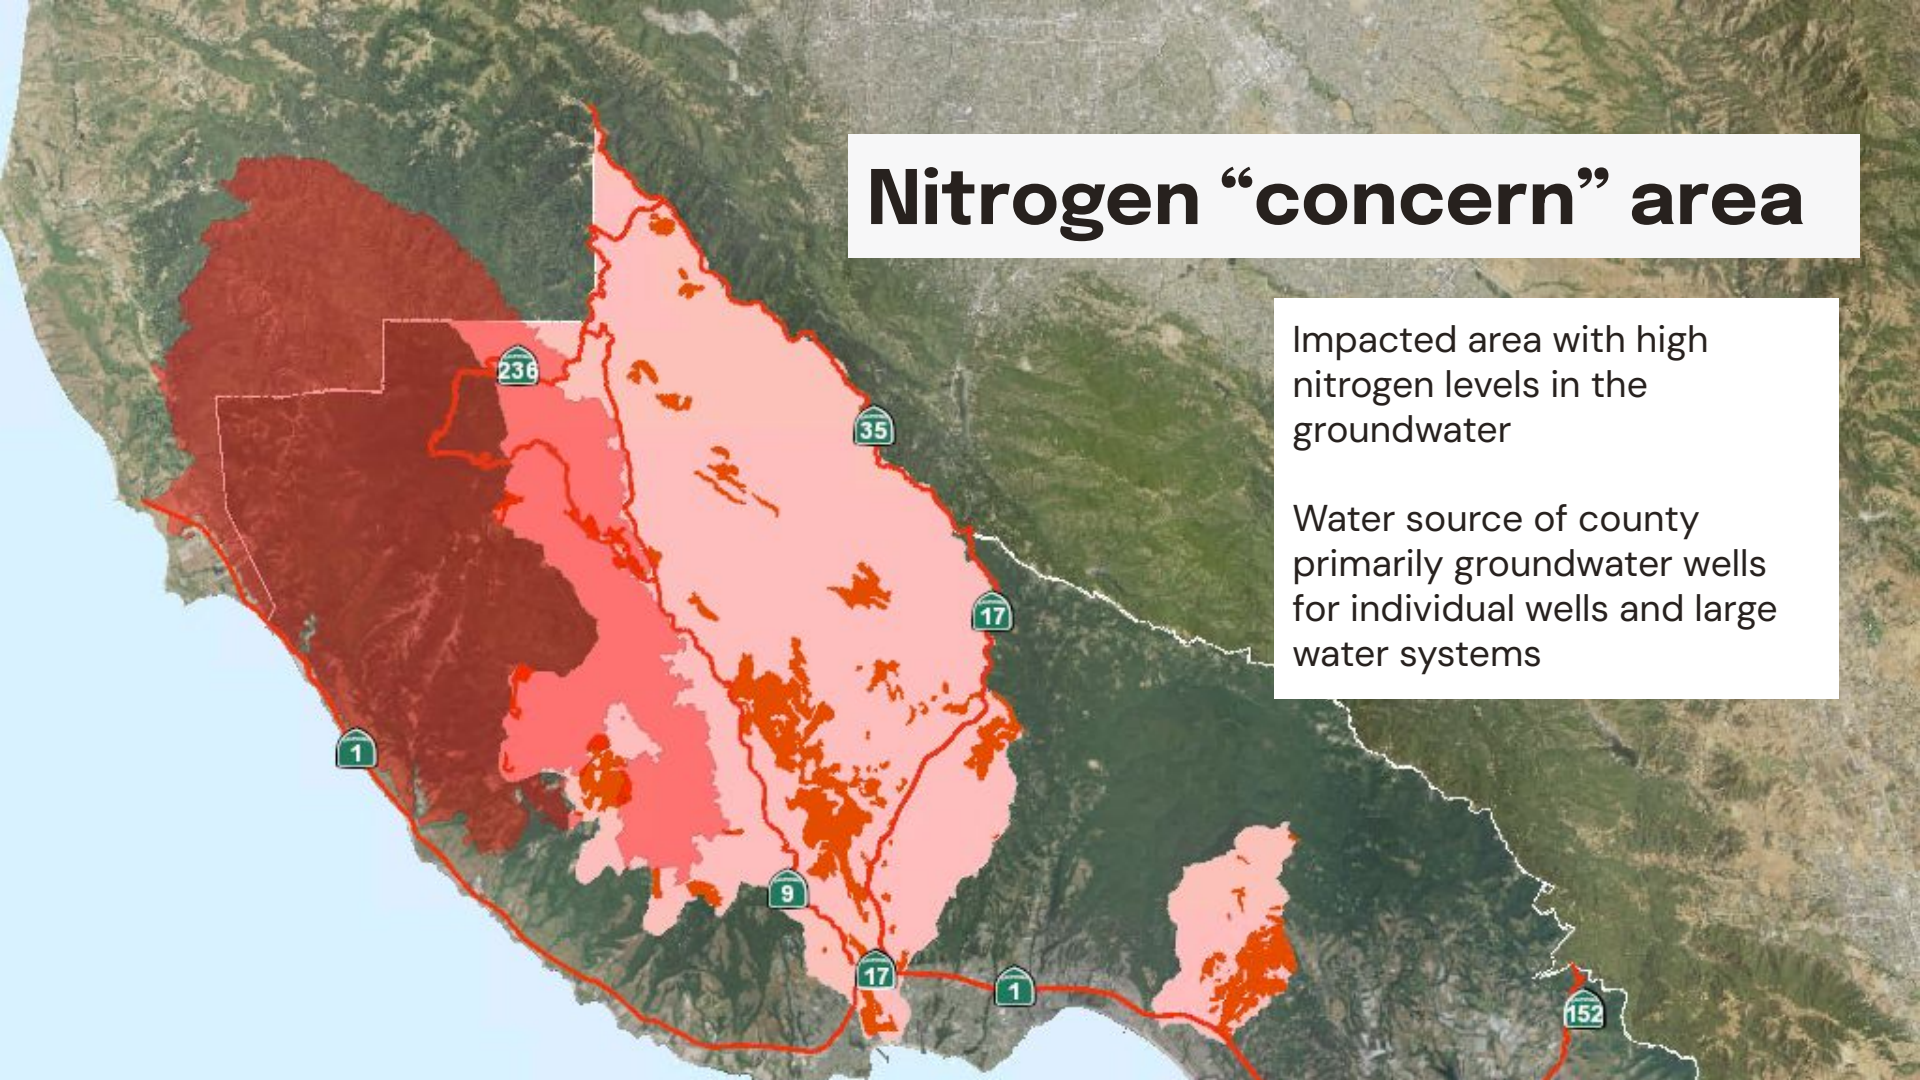 Nitrogen “concern” area
Impacted area with high
nitrogen levels in the
groundwater
Water source of county
primarily groundwater wells
for individual wells and large
water systems
236
35
17
1
9
17
1
152